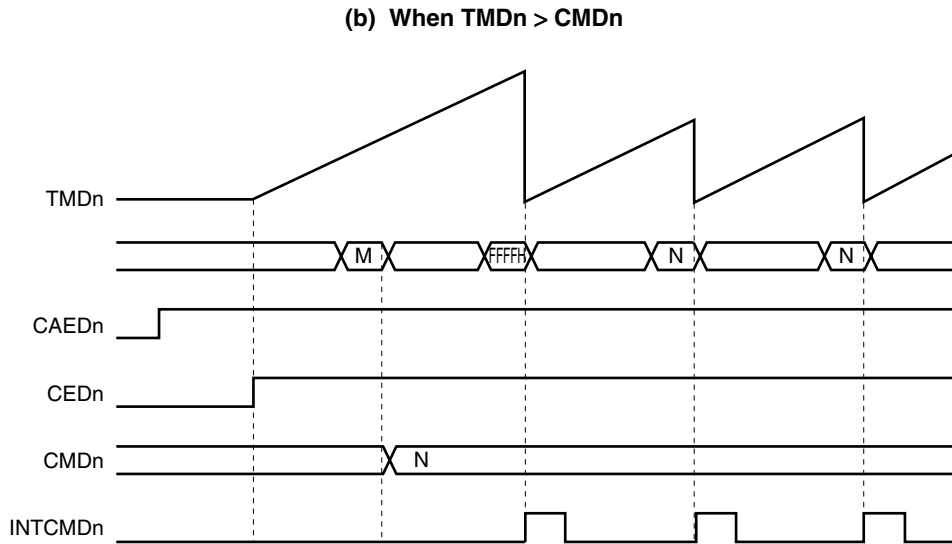 (b) When TMDn > CMDn
TMDn
M FFFFH N N
CAEDn
CEDn
CMDn N
INTCMDn